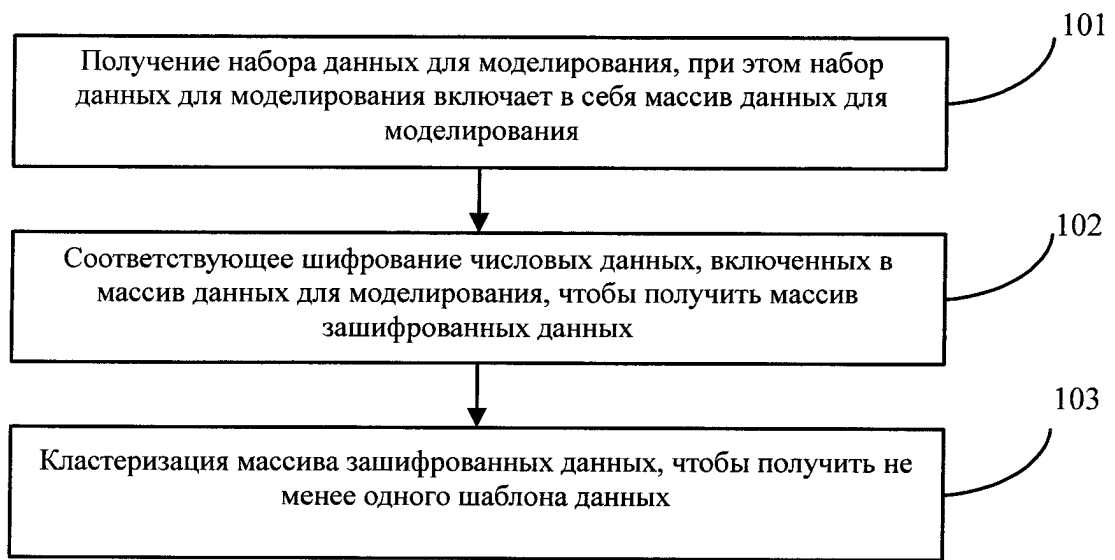 101
Получение набора данных для моделирования, при этом набор
данных для моделирования включает в себя массив данных для
моделирования
102
Соответствующее шифрование числовых данных, включенных в
массив данных для моделирования, чтобы получить массив
зашифрованных данных
103
Кластеризация массива зашифрованных данных, чтобы получить не
менее одного шаблона данных